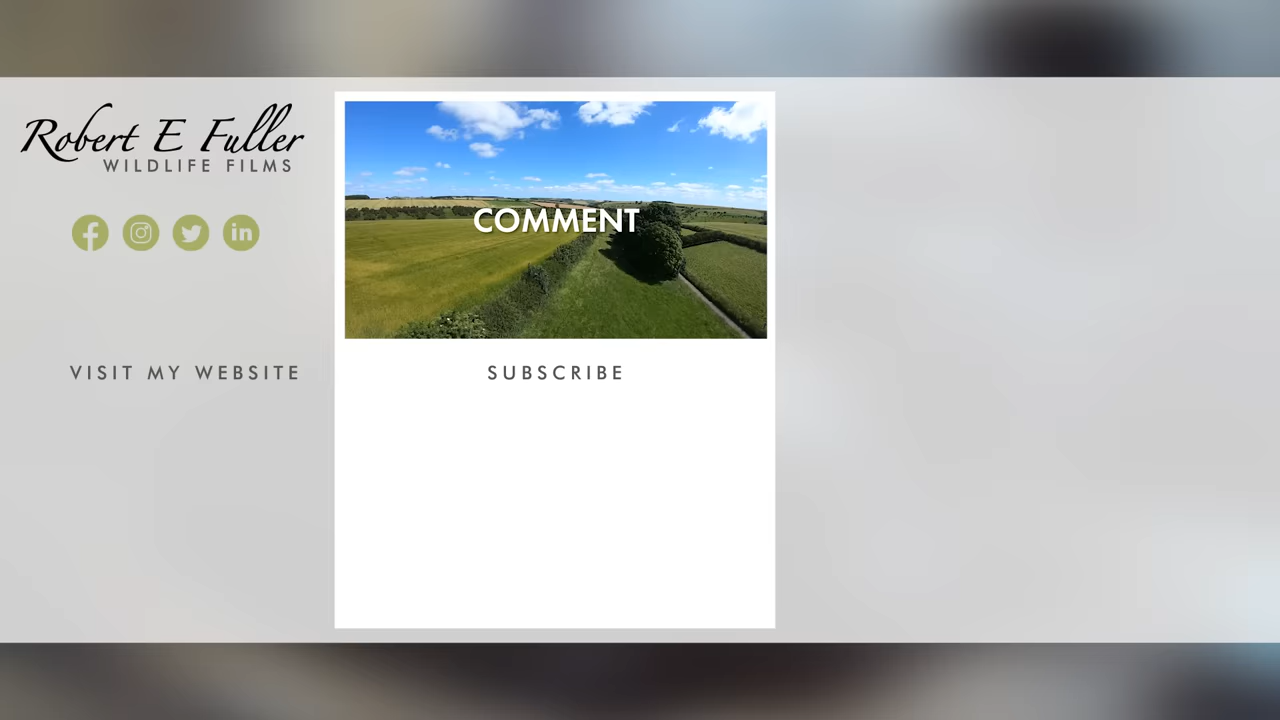 Robert E Fuller
WILDLIFE FILMS
COMMENT
VISIT MY WEBSITE
SUBSCRIBE